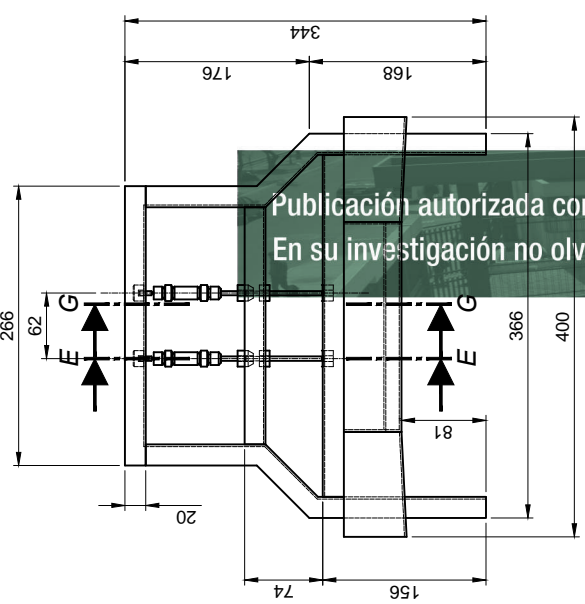 344
176
168
Publicación autorizada con
En su investigación no olv
266
62
G
E
G
E
366
400
81
20
74
156